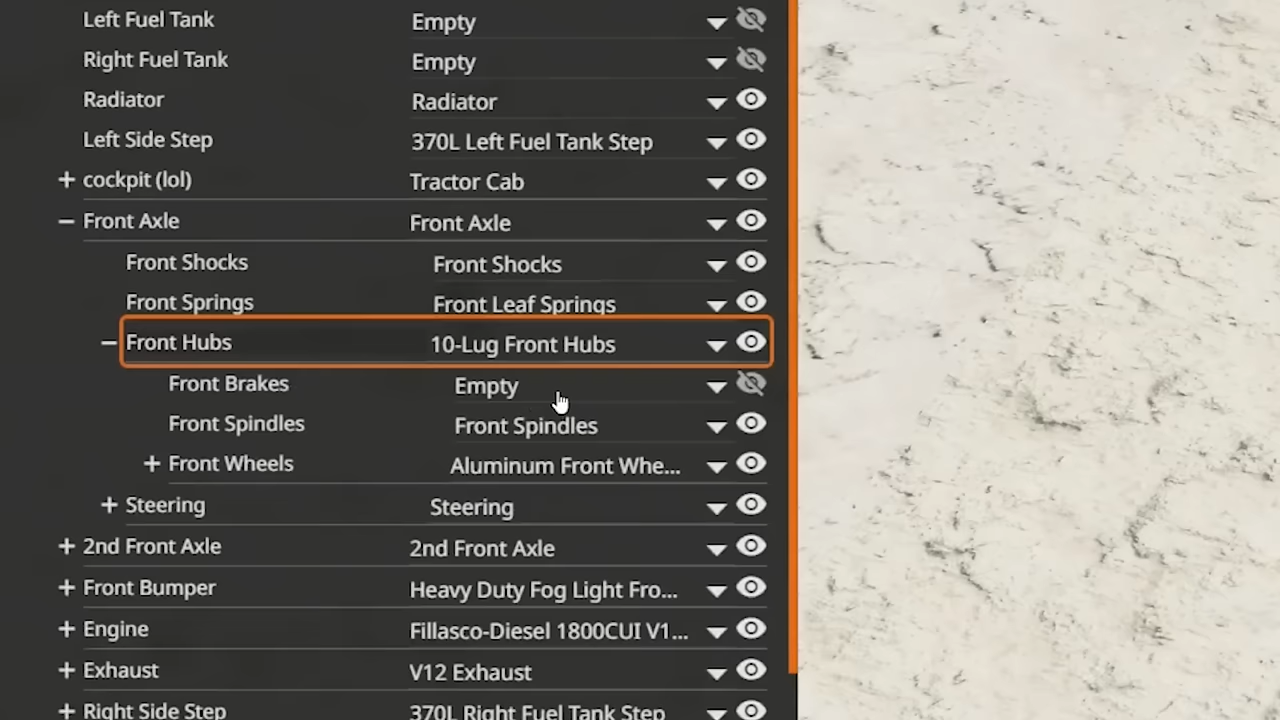 Left Fuel Tank Empty
Right Fuel Tank Empty
Radiator Radiator
Left Side Step 370L Left Fuel Tank Step
+ cockpit (lol) Tractor Cab
− Front Axle Front Axle
Front Shocks Front Shocks
Front Springs Front Leaf Springs
− Front Hubs 10-Lug Front Hubs
Front Brakes Empty
Front Spindles Front Spindles
+ Front Wheels Aluminum Front Whe...
+ Steering Steering
+ 2nd Front Axle 2nd Front Axle
+ Front Bumper Heavy Duty Fog Light Fro...
+ Engine Fillasco-Diesel 1800CUI V1...
+ Exhaust V12 Exhaust
+ Right Side Step 370L Right Fuel Tank Step